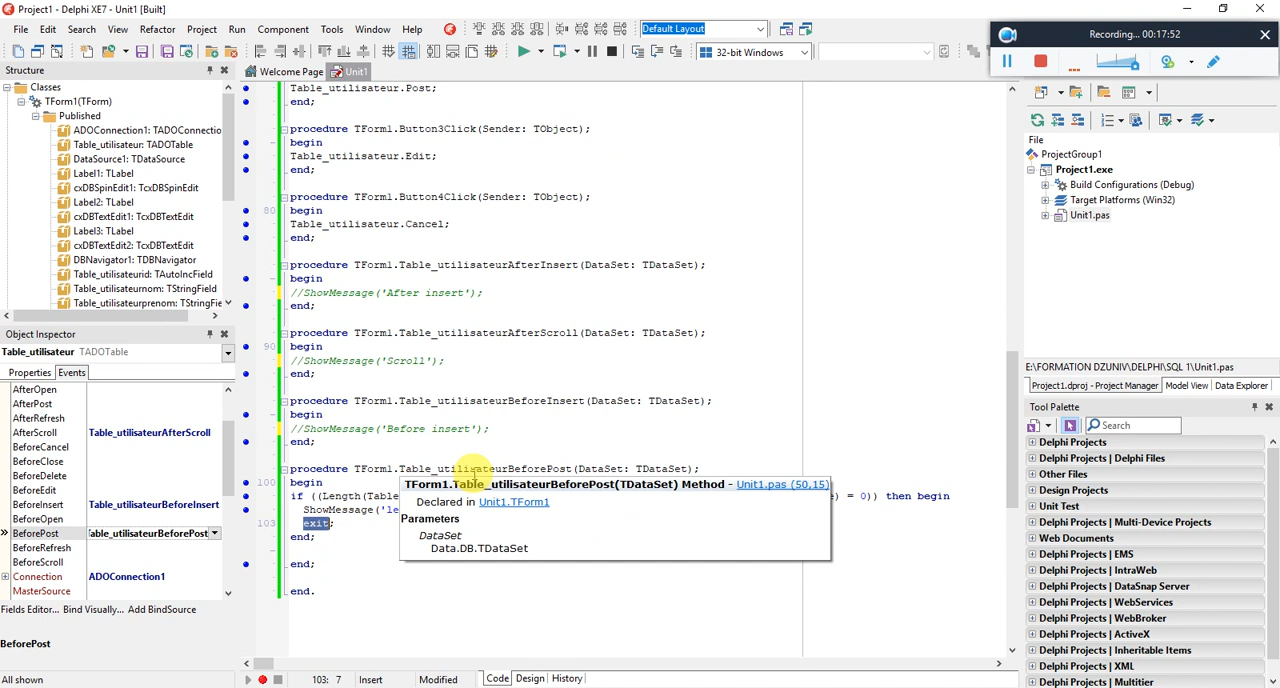 Project1 - Delphi XE7 - Unit1 [Built]
File Edit Search View Refactor Project Run Component Tools Window Help
Default Layout
32-bit Windows
Recording... 00:17:52
Structure
Welcome Page Unit1
Classes
TForm1(TForm)
Published
ADOConnection1: TADOConnectio
Table_utilisateur: TADOTable
DataSource1: TDataSource
Label1: TLabel
cxDBSpinEdit1: TcxDBSpinEdit
Label2: TLabel
cxDBTextEdit1: TcxDBTextEdit
Label3: TLabel
cxDBTextEdit2: TcxDBTextEdit
DBNavigator1: TDBNavigator
Table_utilisateurid: TAutoIncField
Table_utilisateurnom: TStringField
Table_utilisateurprenom: TStringFie
Object Inspector
Table_utilisateur TADOTable
Properties Events
AfterOpen
AfterPost
AfterRefresh
AfterScroll Table_utilisateurAfterScroll
BeforeCancel
BeforeClose
BeforeDelete
BeforeEdit
BeforeInsert Table_utilisateurBeforeInsert
BeforeOpen
BeforePost able_utilisateurBeforePost
BeforeRefresh
BeforeScroll
Connection ADOConnection1
MasterSource
Fields Editor... Bind Visually... Add BindSource
BeforePost
All shown
Table_utilisateur.Post;
end;
procedure TForm1.Button3Click(Sender: TObject);
begin
Table_utilisateur.Edit;
end;
procedure TForm1.Button4Click(Sender: TObject);
80 begin
Table_utilisateur.Cancel;
end;
procedure TForm1.Table_utilisateurAfterInsert(DataSet: TDataSet);
begin
//ShowMessage('After insert');
end;
procedure TForm1.Table_utilisateurAfterScroll(DataSet: TDataSet);
90 begin
//ShowMessage('Scroll');
end;
procedure TForm1.Table_utilisateurBeforeInsert(DataSet: TDataSet);
begin
//ShowMessage('Before insert');
end;
procedure TForm1.Table_utilisateurBeforePost(DataSet: TDataSet);
100 begin
if ((Length(Table ) = 0)) then begin
ShowMessage('le
103 exit;
end;
end;
end.
TForm1.Table_utilisateurBeforePost(TDataSet) Method - Unit1.pas (50,15)
Declared in Unit1.TForm1
Parameters
DataSet
Data.DB.TDataSet
103: 7 Insert Modified Code Design History
File
ProjectGroup1
Project1.exe
Build Configurations (Debug)
Target Platforms (Win32)
Unit1.pas
E:\FORMATION DZUNIV\DELPHI\SQL 1\Unit1.pas
Project1.dproj - Project Manager Model View Data Explorer
Tool Palette
Search
Delphi Projects
Delphi Projects | Delphi Files
Other Files
Design Projects
Unit Test
Delphi Projects | Multi-Device Projects
Web Documents
Delphi Projects | EMS
Delphi Projects | IntraWeb
Delphi Projects | DataSnap Server
Delphi Projects | WebServices
Delphi Projects | WebBroker
Delphi Projects | ActiveX
Delphi Projects | Inheritable Items
Delphi Projects | XML
Delphi Projects | Multitier